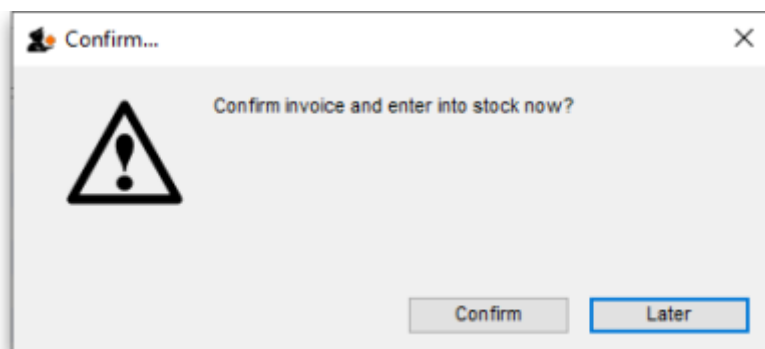 Confirm...
Confirm invoice and enter into stock now?
Confirm
Later